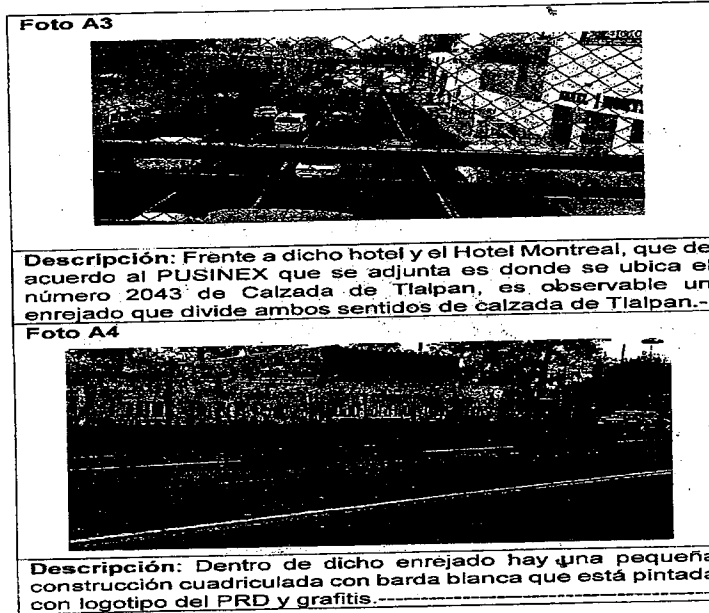 Foto A3
Descripción: Frente a dicho hotel y el Hotel Montreal, que de
acuerdo al PUSINEX que se adjunta es donde se ubica el
número 2043 de Calzada de Tlalpan, es observable un
enrejado que divide ambos sentidos de calzada de Tlalpan.-
Foto A4
Descripción: Dentro de dicho enrejado hay una pequeña
construcción cuadriculada con barda blanca que está pintada
con logotipo del PRD y grafitis.------------------------------------